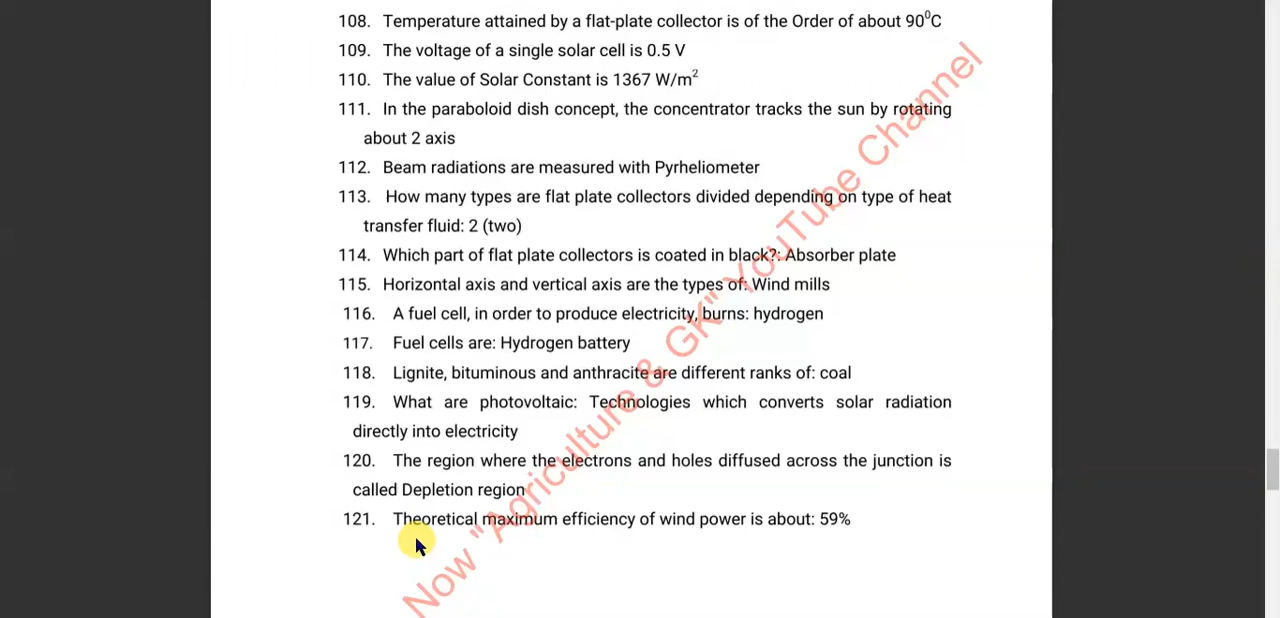 108. Temperature attained by a flat-plate collector is of the Order of about 90⁰C
109. The voltage of a single solar cell is 0.5 V
110. The value of Solar Constant is 1367 W/m²
111. In the paraboloid dish concept, the concentrator tracks the sun by rotating
about 2 axis
112. Beam radiations are measured with Pyrheliometer
113. How many types are flat plate collectors divided depending on type of heat
transfer fluid: 2 (two)
114. Which part of flat plate collectors is coated in black?: Absorber plate
115. Horizontal axis and vertical axis are the types of: Wind mills
116. A fuel cell, in order to produce electricity, burns: hydrogen
117. Fuel cells are: Hydrogen battery
118. Lignite, bituminous and anthracite are different ranks of: coal
119. What are photovoltaic: Technologies which converts solar radiation
directly into electricity
120. The region where the electrons and holes diffused across the junction is
called Depletion region
121. Theoretical maximum efficiency of wind power is about: 59%
Now "Agriculture & GK" YouTube Channel